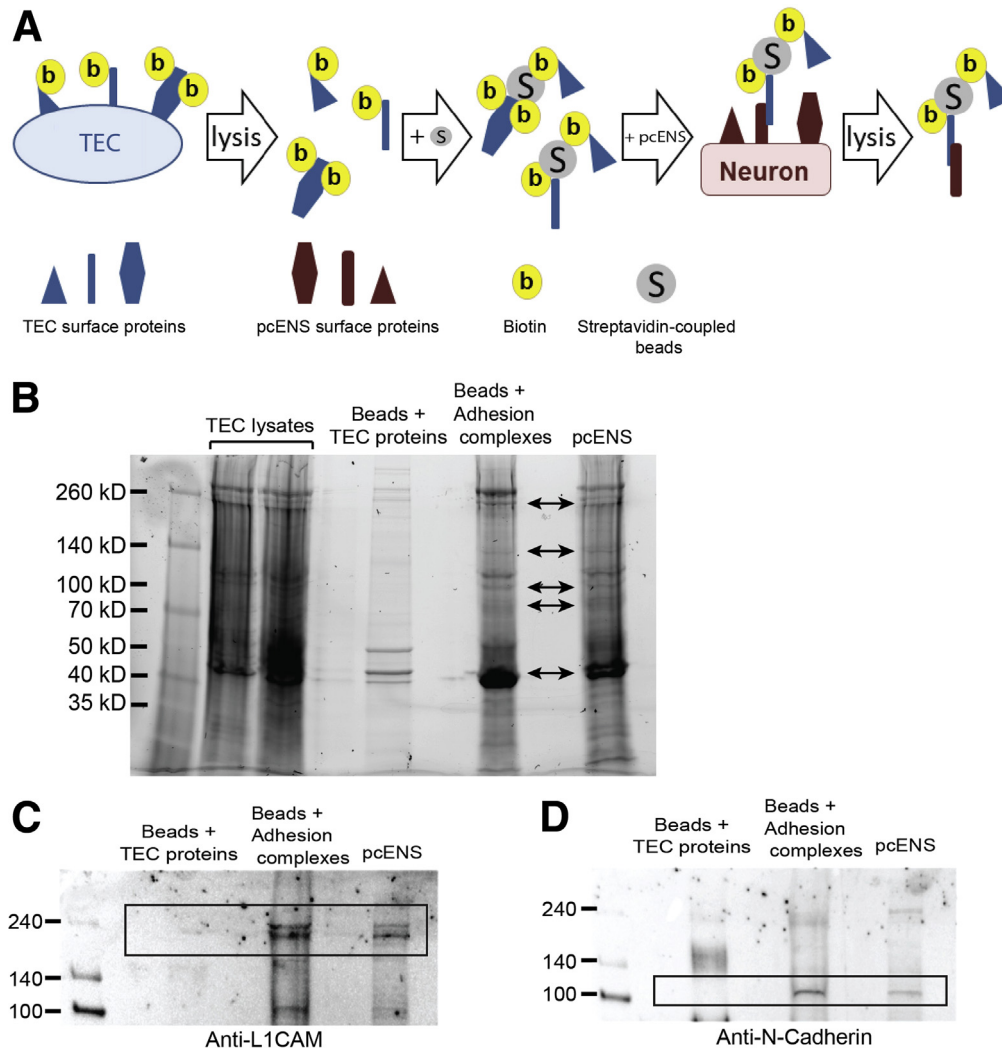 A
b b b b
TEC
lysis
b
b
b b
+ S
b S b
b b
S
b
+ pcENS
b
S
b
Neuron
lysis
b
S
b
TEC surface proteins
pcENS surface proteins
b
Biotin
S
Streptavidin-coupled
beads
B
TEC lysates
Beads +
TEC proteins
Beads +
Adhesion
complexes
pcENS
260 kD
140 kD
100 kD
70 kD
50 kD
40 kD
35 kD
C
Beads +
TEC proteins
Beads +
Adhesion
complexes
pcENS
240
140
100
Anti-L1CAM
D
Beads +
TEC proteins
Beads +
Adhesion
complexes
pcENS
240
140
100
Anti-N-Cadherin